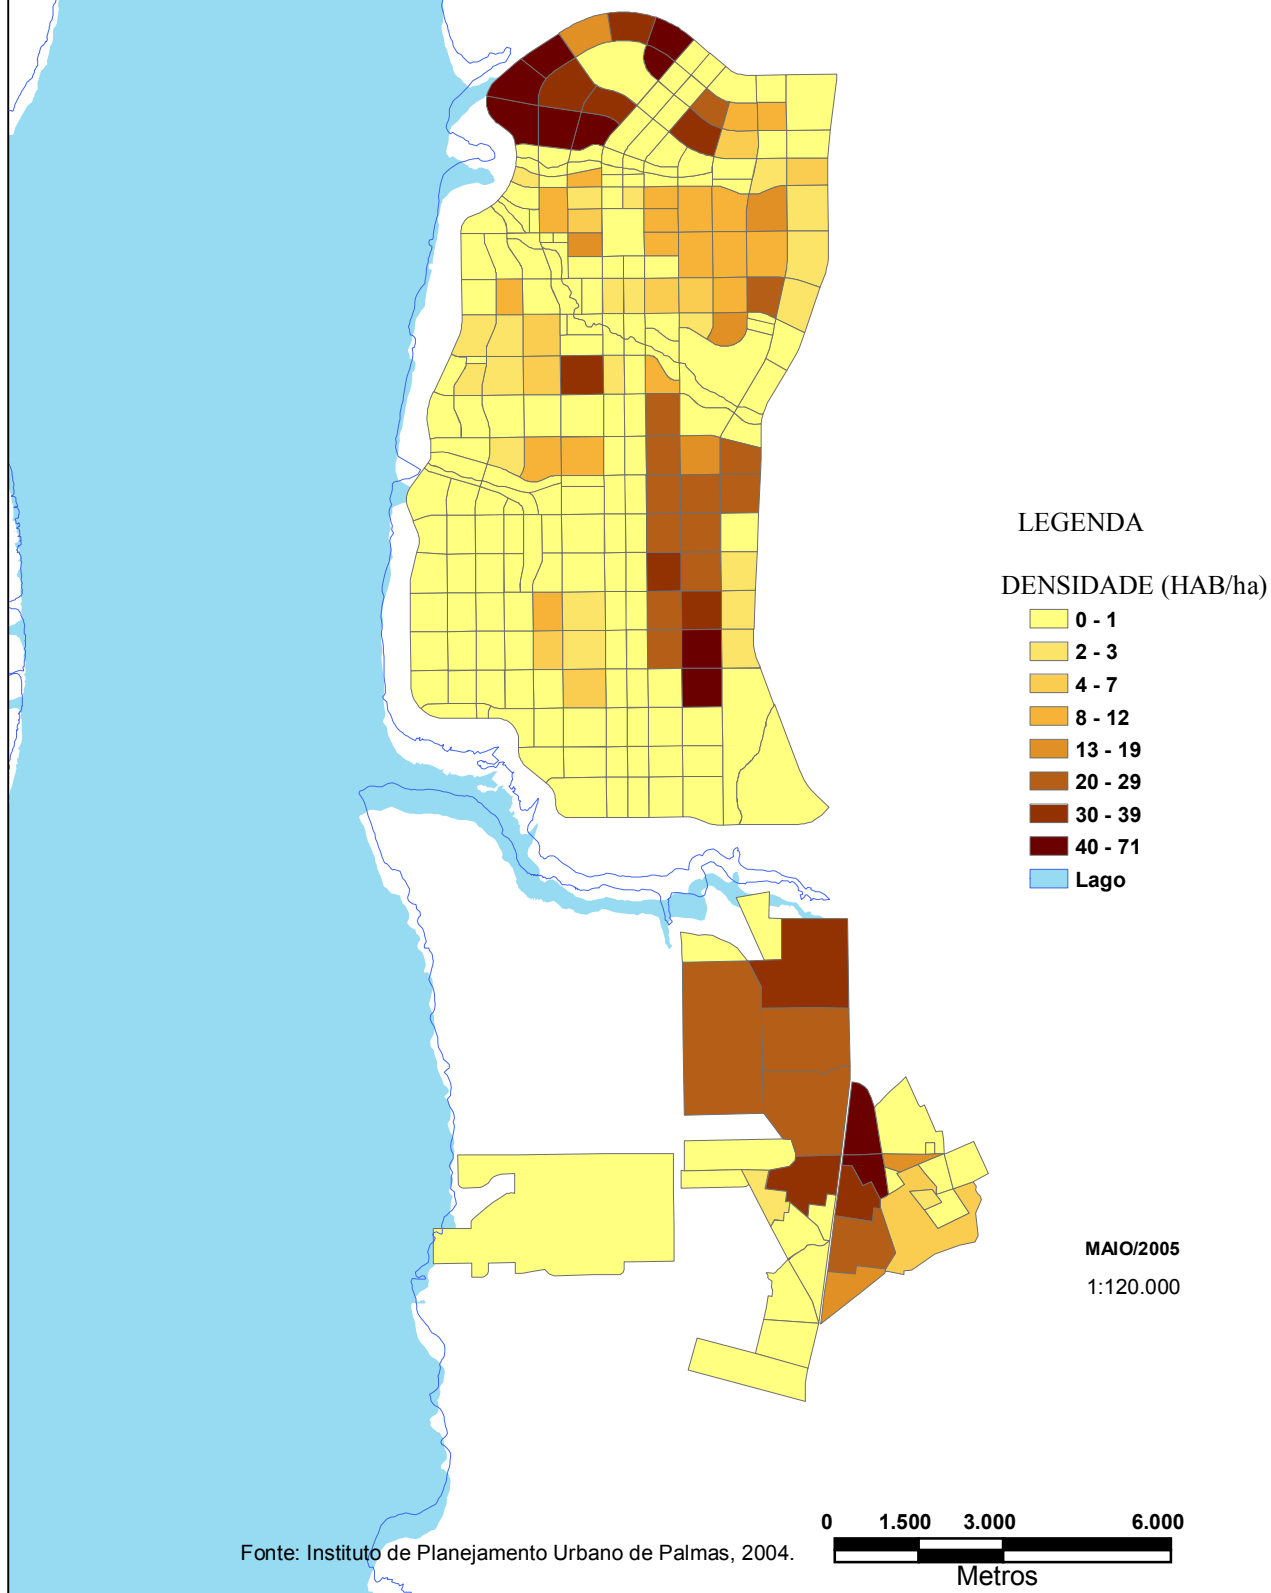 LEGENDA
DENSIDADE (HAB/ha)
0 - 1
2 - 3
4 - 7
8 - 12
13 - 19
20 - 29
30 - 39
40 - 71
Lago
MAIO/2005
1:120.000
0 1.500 3.000 6.000
Fonte: Instituto de Planejamento Urbano de Palmas, 2004.
Metros